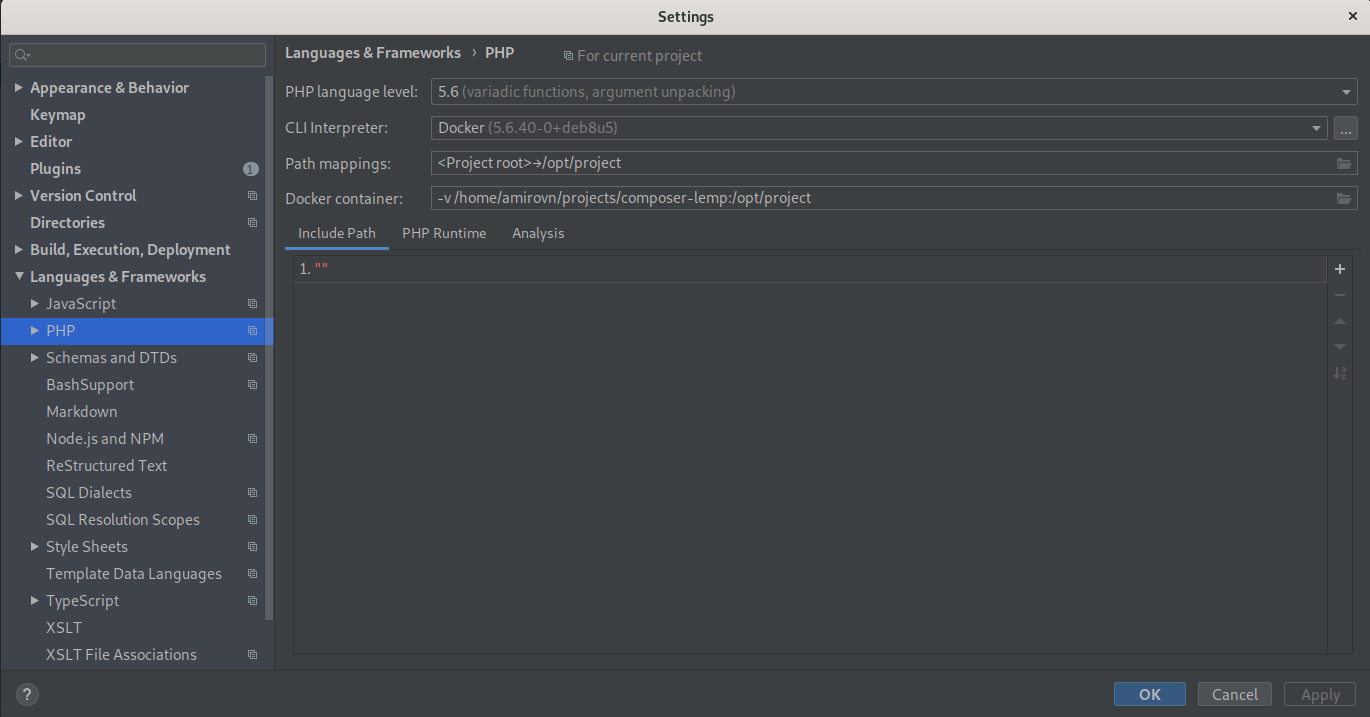 Settings
Languages & Frameworks › PHP
For current project
Appearance & Behavior
Keymap
Editor
Plugins
1
Version Control
Directories
Build, Execution, Deployment
Languages & Frameworks
JavaScript
PHP
Schemas and DTDs
BashSupport
Markdown
Node.js and NPM
ReStructured Text
SQL Dialects
SQL Resolution Scopes
Style Sheets
Template Data Languages
TypeScript
XSLT
XSLT File Associations
PHP language level: 5.6 (variadic functions, argument unpacking)
CLI Interpreter: Docker (5.6.40-0+deb8u5) ...
Path mappings: <Project root>→/opt/project
Docker container: -v /home/amirovn/projects/composer-lemp:/opt/project
Include Path PHP Runtime Analysis
1. ""
? OK Cancel Apply